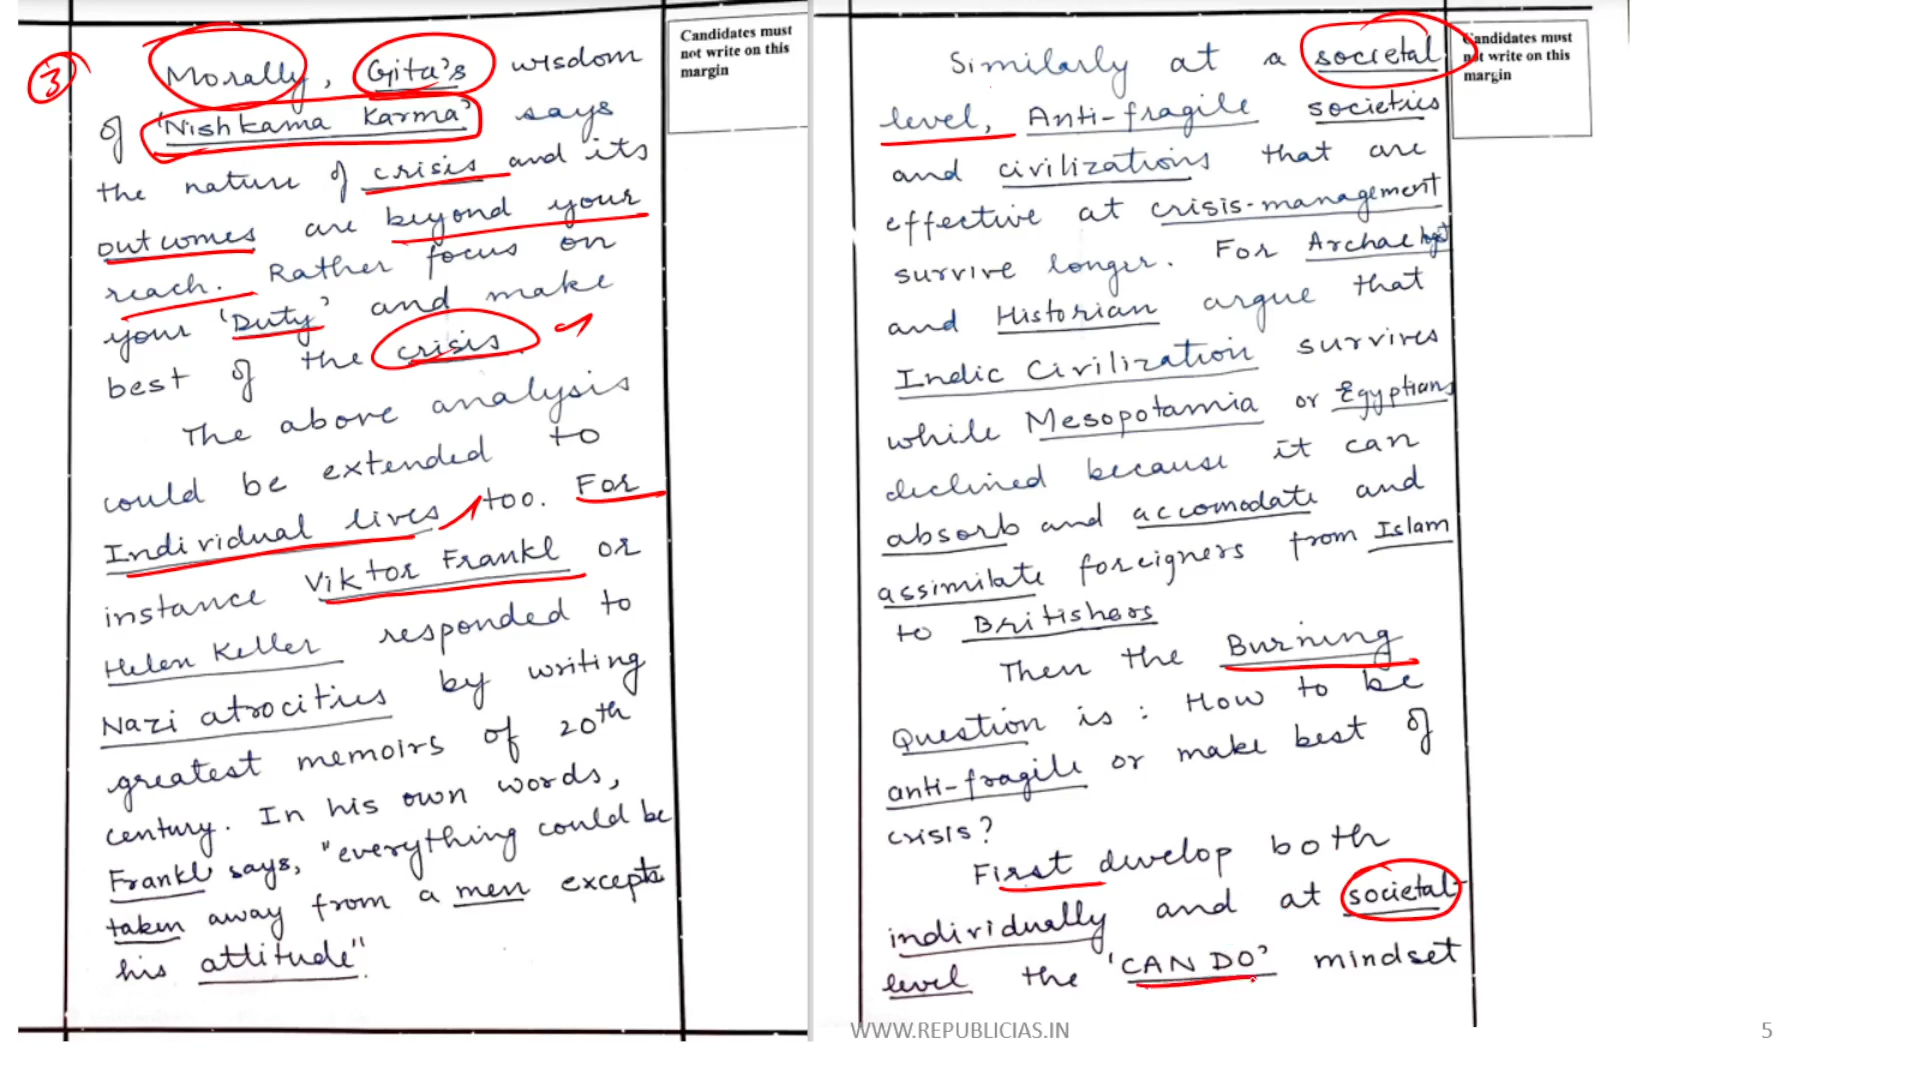 3
Morally, Gita's wisdom
of 'Nishkama Karma' says
the nature of crisis and its
outcomes are beyond your
reach. Rather focus on
your 'Duty' and make
best of the crisis
The above analysis
could be extended to
Individual lives too. For
instance Viktor Frankl or
Helen Keller responded to
Nazi atrocities by writing
greatest memoirs of 20th
century. In his own words,
Frankl says, "everything could be
taken away from a men except
his attitude".
Candidates must
not write on this
margin
Similarly at a societal
level, Anti-fragile societies
and civilizations that are
effective at crisis-management
survive longer. For
and Historian argue that
Indic Civilization survives
while Mesopotamia or Egyptians
declined because it can
absorb and accomodate and
assimilate foreigners from Islam
to Britishers
Then the Burning
Question is : How to be
anti-fragile or make best of
crisis?
First develop both
individually and at societal
level the 'CAN DO' mindset
Candidates must
not write on this
margin
WWW.REPUBLICIAS.IN
5